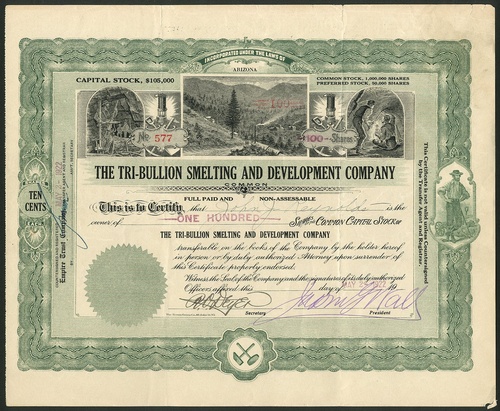 INCORPORATED UNDER THE LAWS OF
ARIZONA
CAPITAL STOCK, $105,000
COMMON STOCK, 1,000,000 SHARES
PREFERRED STOCK, 50,000 SHARES
100
No. 577
100 Shares
THE TRI-BULLION SMELTING AND DEVELOPMENT COMPANY
COMMON
FULL PAID AND NON-ASSESSABLE
This is to Certify that
is the
owner of ONE HUNDRED Shares COMMON CAPITAL STOCK OF
THE TRI-BULLION SMELTING AND DEVELOPMENT COMPANY
transferable on the books of the Company by the holder hereof
in person or by duly authorized Attorney upon surrender of
this Certificate properly endorsed.
Witness the Seal of the Company and the signatures of its duly authorized
Officers affixed this day of 19
Secretary
President
TEN
CENTS
Empire Trust Company
This Certificate is not valid unless Countersigned
by the Transfer Agent and Registrar